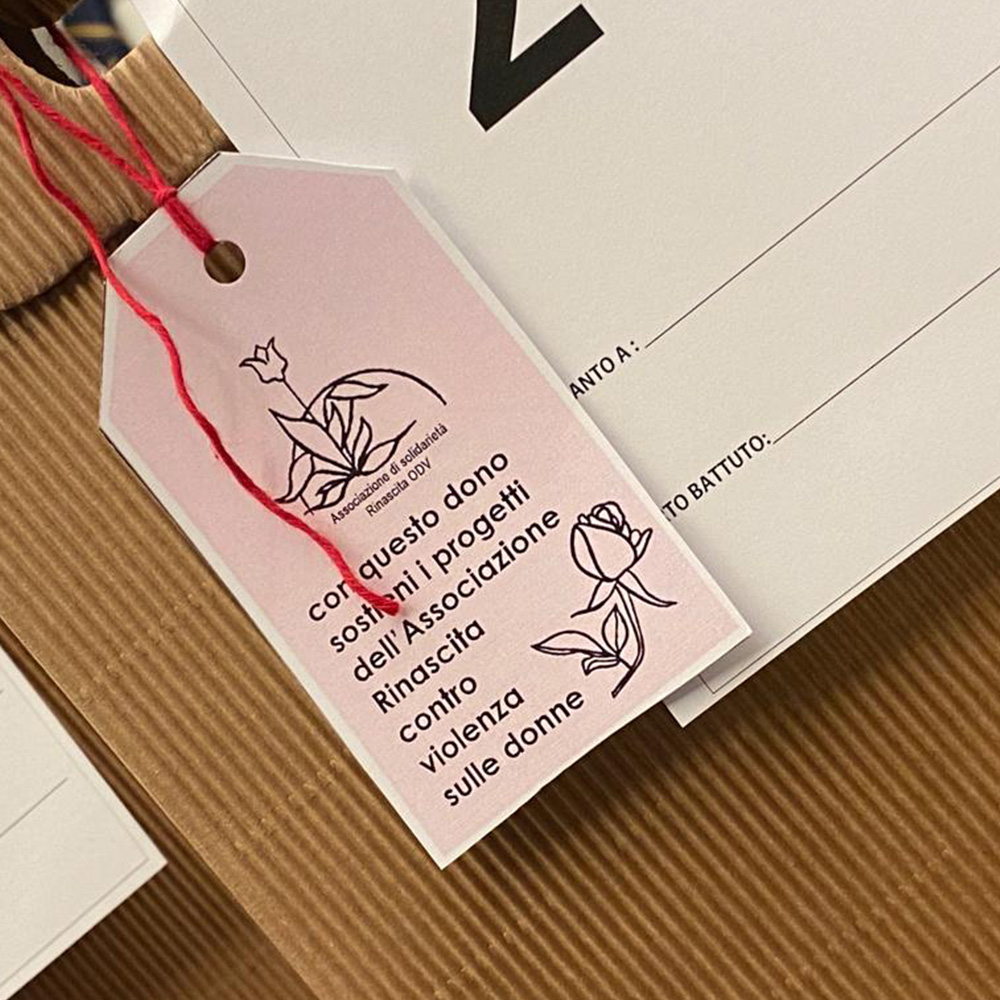 2
ANTO A :
TO BATTUTO:
Associazione di solidarietà
Rinascita ODV
con questo dono
sostieni i progetti
dell'Associazione
Rinascita
contro
violenza
sulle donne